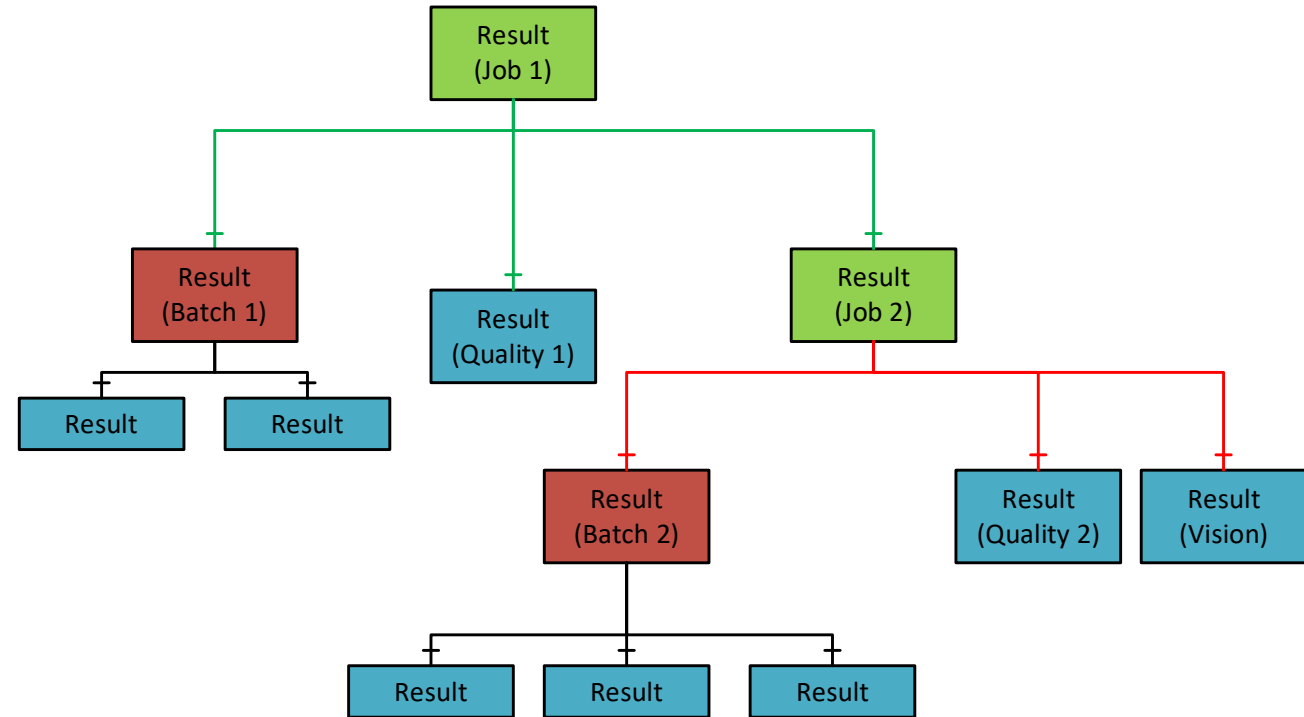 Result
(Job 1)
Result
(Batch 1)
Result
(Quality 1)
Result
(Job 2)
Result
Result
Result
(Batch 2)
Result
(Quality 2)
Result
(Vision)
Result
Result
Result